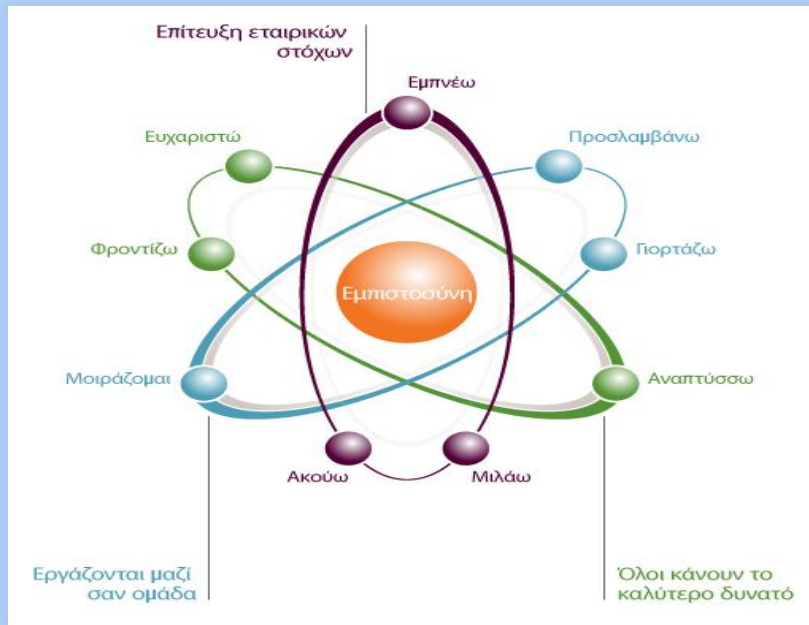 Επίτευξη εταιρικών
στόχων
Εμπνέω
Ευχαριστώ
Προσλαμβάνω
Φροντίζω
Γιορτάζω
Εμπιστοσύνη
Μοιράζομαι
Αναπτύσσω
Ακούω
Μιλάω
Εργάζονται μαζί
σαν ομάδα
Όλοι κάνουν το
καλύτερο δυνατό